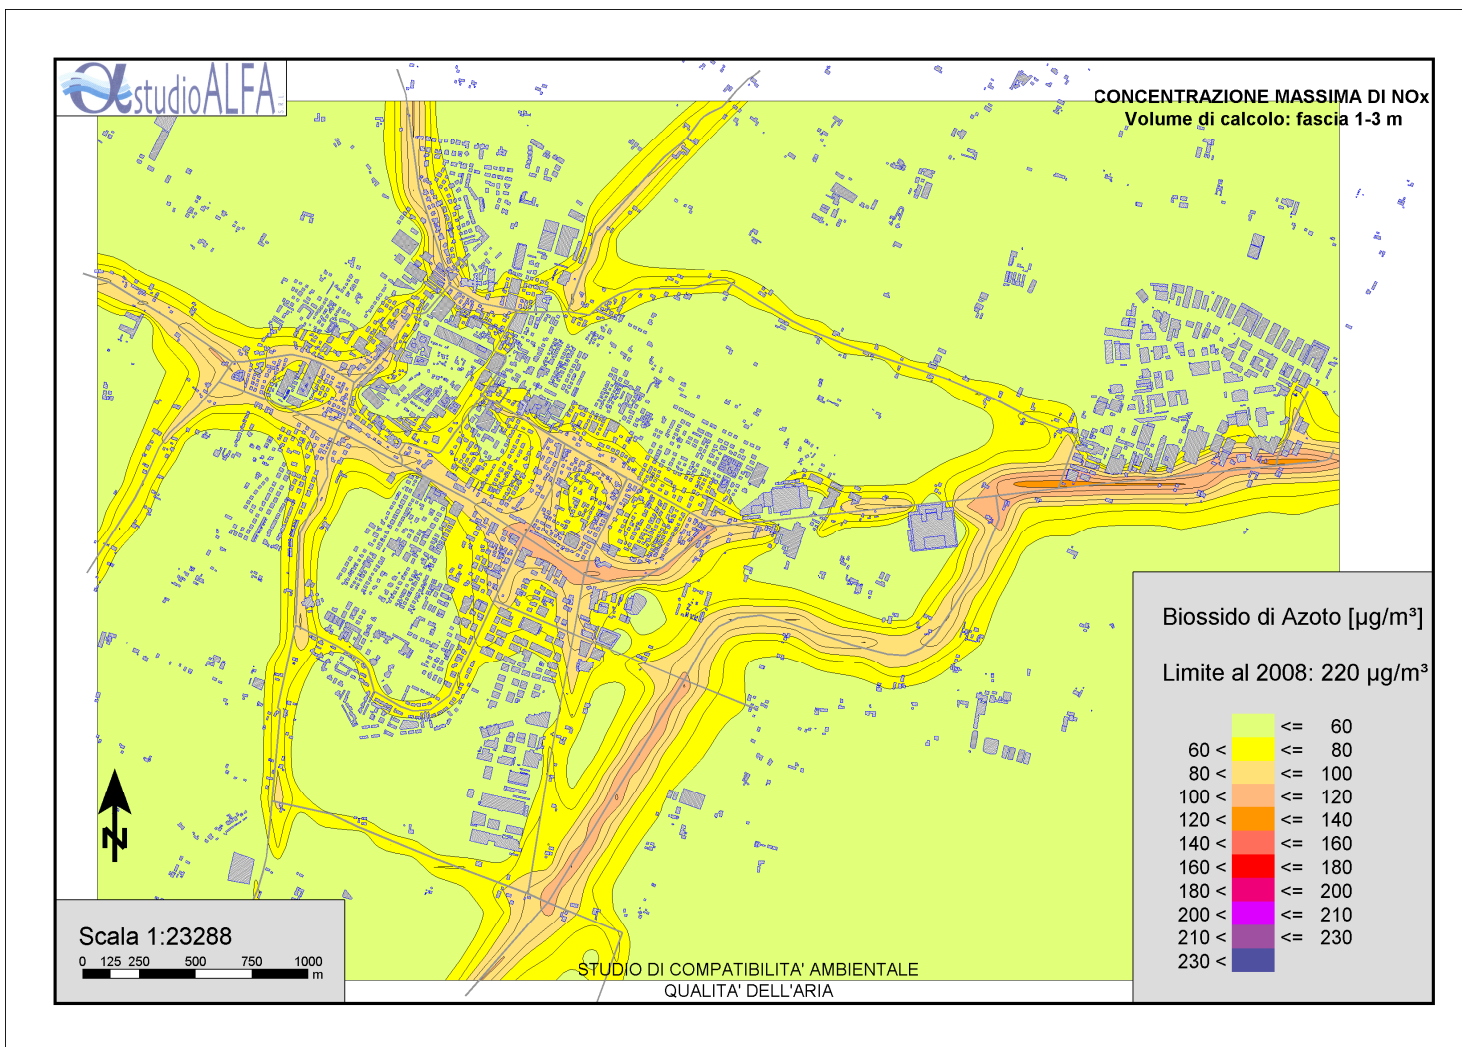 αstudioALFA
CONCENTRAZIONE MASSIMA DI NOx
Volume di calcolo: fascia 1-3 m
Biossido di Azoto [µg/m³]
Limite al 2008: 220 µg/m³
<= 60
60 < <= 80
80 < <= 100
100 < <= 120
120 < <= 140
140 < <= 160
160 < <= 180
180 < <= 200
200 < <= 210
210 < <= 230
230 <
N
Scala 1:23288
0 125 250 500 750 1000
m
STUDIO DI COMPATIBILITA' AMBIENTALE
QUALITA' DELL'ARIA